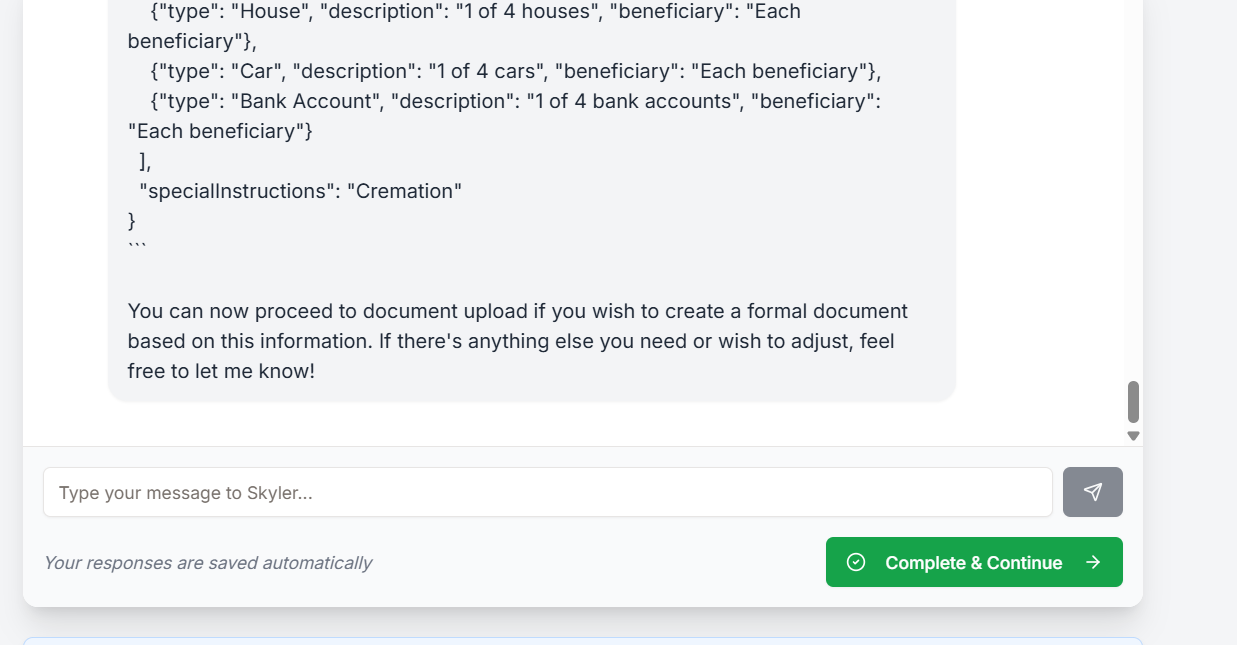 {"type": "House", "description": "1 of 4 houses", "beneficiary": "Each
beneficiary"},
{"type": "Car", "description": "1 of 4 cars", "beneficiary": "Each beneficiary"},
{"type": "Bank Account", "description": "1 of 4 bank accounts", "beneficiary":
"Each beneficiary"}
],
"specialInstructions": "Cremation"
}
```
You can now proceed to document upload if you wish to create a formal document
based on this information. If there's anything else you need or wish to adjust, feel
free to let me know!
Type your message to Skyler...
Your responses are saved automatically
Complete & Continue